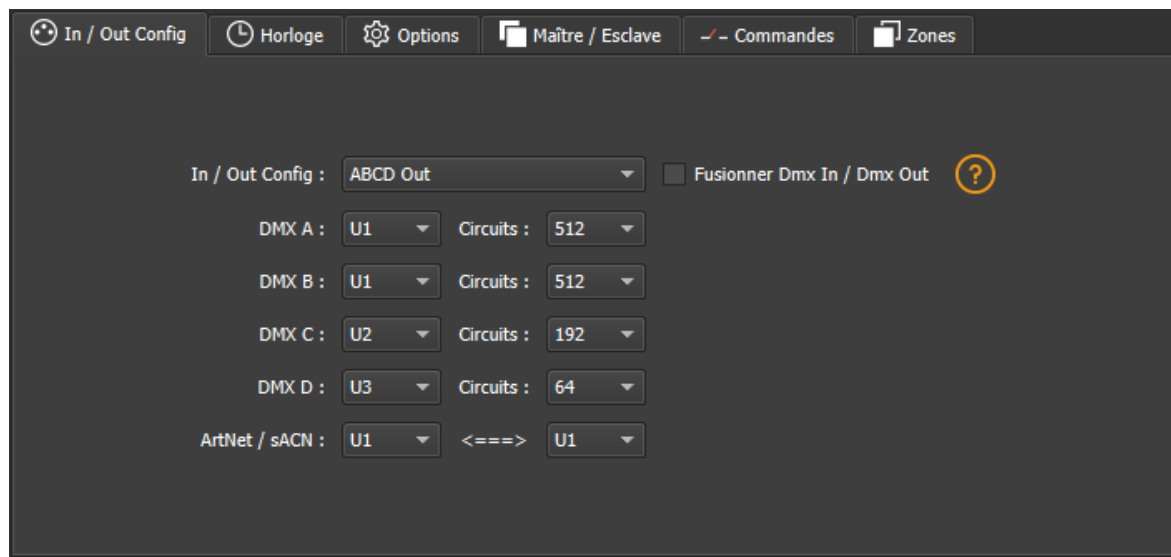 In / Out Config Horloge Options Maître / Esclave Commandes Zones
In / Out Config : ABCD Out Fusionner Dmx In / Dmx Out ?
DMX A : U1 Circuits : 512
DMX B : U1 Circuits : 512
DMX C : U2 Circuits : 192
DMX D : U3 Circuits : 64
ArtNet / sACN : U1 <===> U1